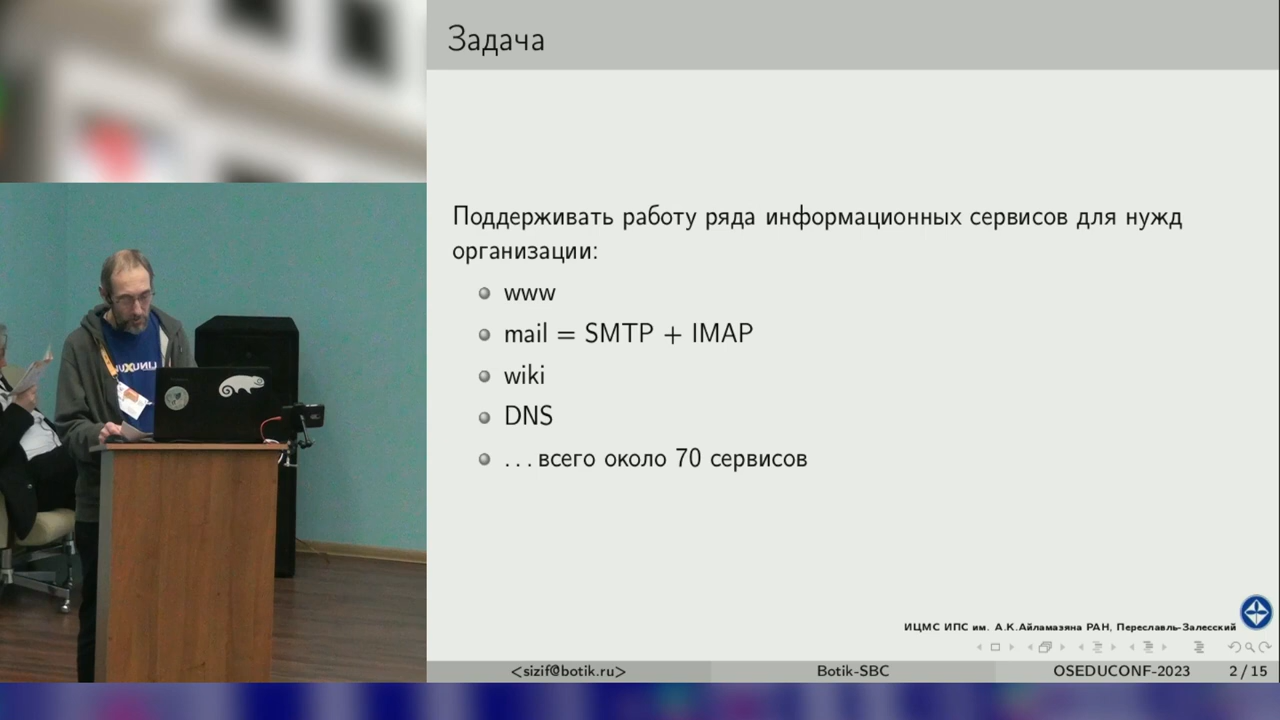 Задача
Поддерживать работу ряда информационных сервисов для нужд
организации:
www
mail = SMTP + IMAP
wiki
DNS
...всего около 70 сервисов
ИЦМС ИПС им. А.К.Айламазяна РАН, Переславль-Залесский
<sizif@botik.ru>
Botik-SBC
OSEDUCONF-2023
2 / 15